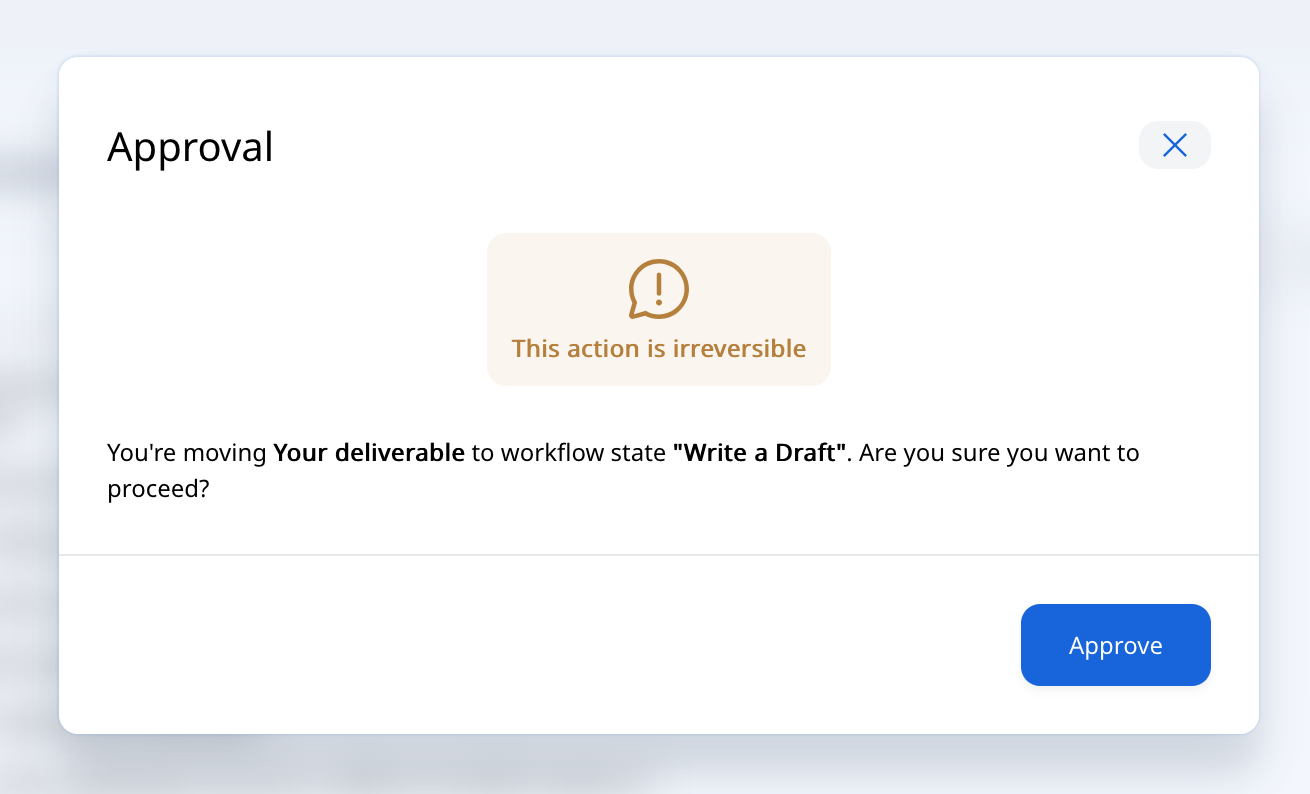 Approval
This action is irreversible
You're moving Your deliverable to workflow state "Write a Draft". Are you sure you want to
proceed?
Approve